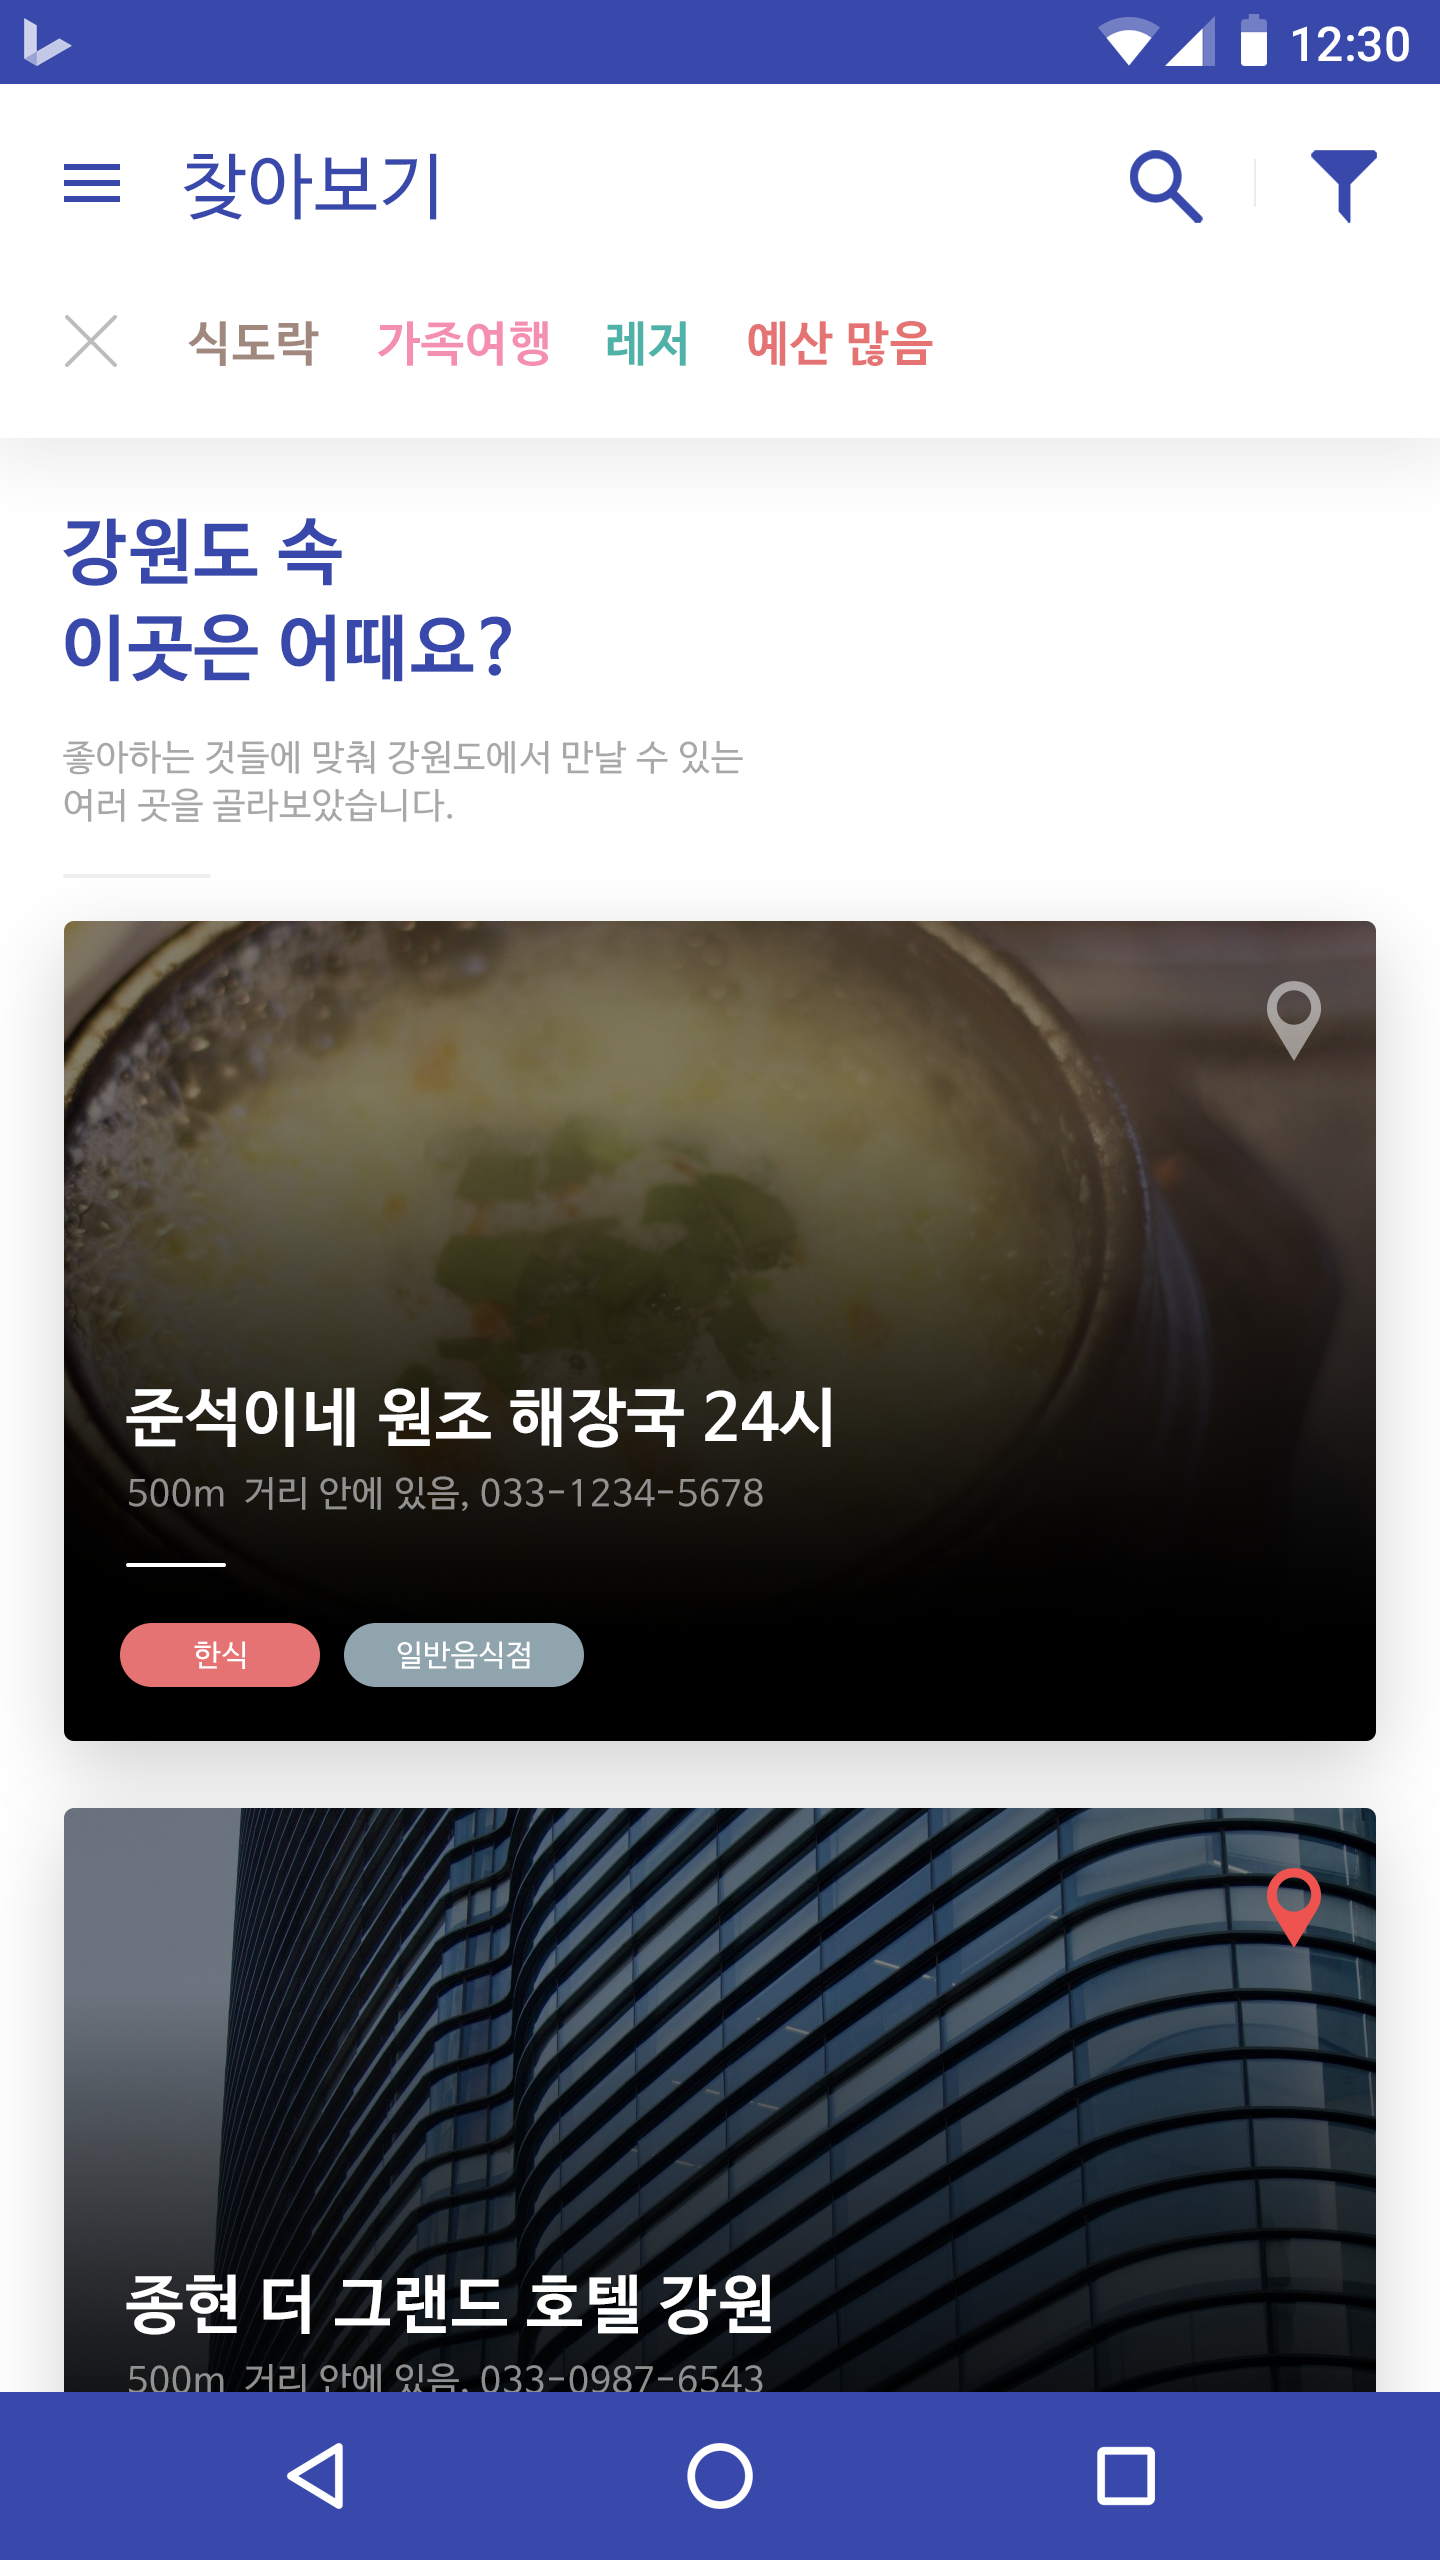 12:30
찾아보기
식도락 가족여행 레저 예산 많음
강원도 속
이곳은 어때요?
좋아하는 것들에 맞춰 강원도에서 만날 수 있는
여러 곳을 골라보았습니다.
준석이네 원조 해장국 24시
500m 거리 안에 있음, 033-1234-5678
한식 일반음식점
종현 더 그랜드 호텔 강원
500m 거리 안에 있음, 033-0987-6543